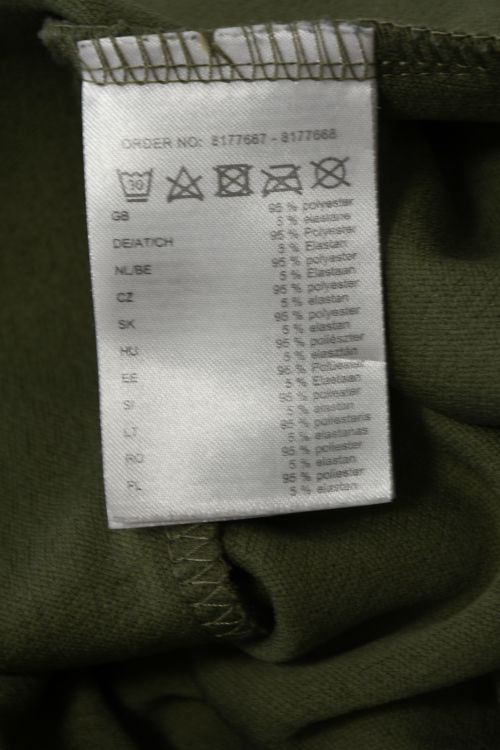 ORDER NO: 8177667 - 8177668
30
GB 95 % polyester
5 % elastane
DE/AT/CH 95 % Polyester
5 % Elastan
NL/BE 95 % polyester
5 % Elastaan
CZ 95 % polyester
5 % elastan
SK 95 % polyester
5 % elastan
HU 95 % poliészter
5 % elasztán
EE 95 % Polüester
5 % Elastaan
SI 95 % poliester
5 % elastan
LT 95 % poliesteris
5 % elastanas
RO 95 % poliester
5 % elastan
PL 95 % poliester
5 % elastan